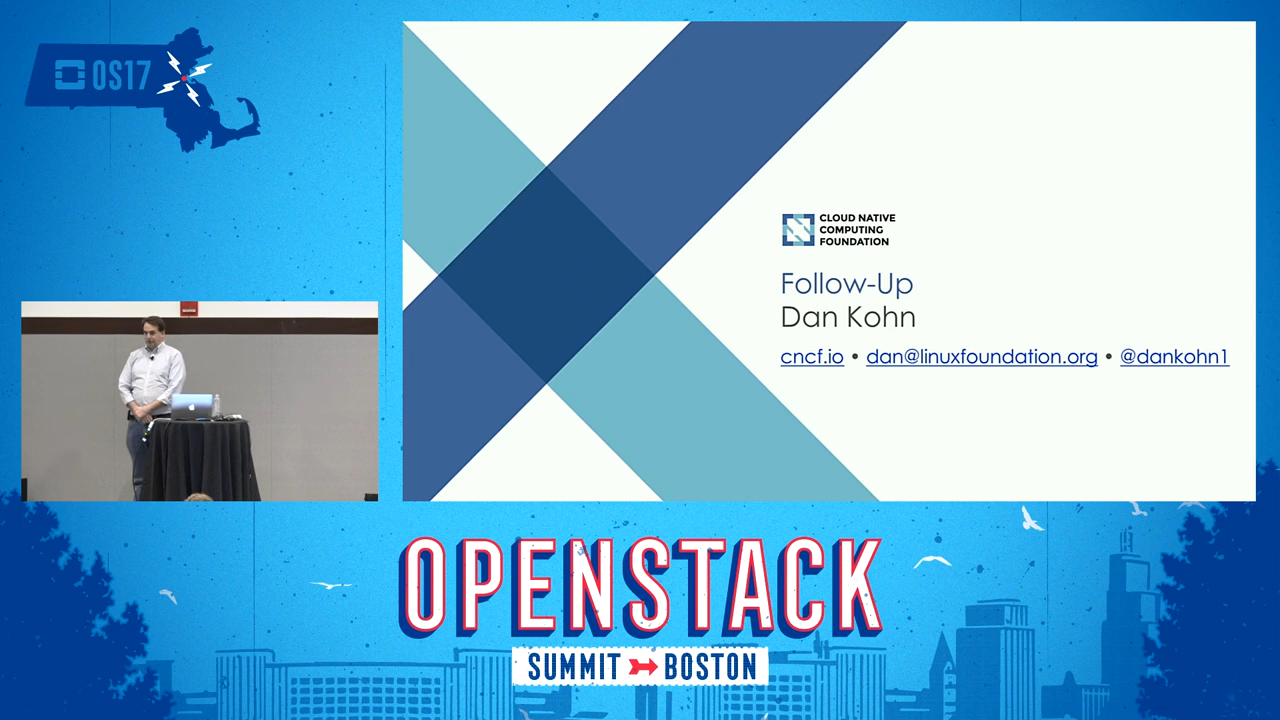 OS17
CLOUD NATIVE
COMPUTING
FOUNDATION
Follow-Up
Dan Kohn
cncf.io • dan@linuxfoundation.org • @dankohn1
OPENSTACK
SUMMIT BOSTON